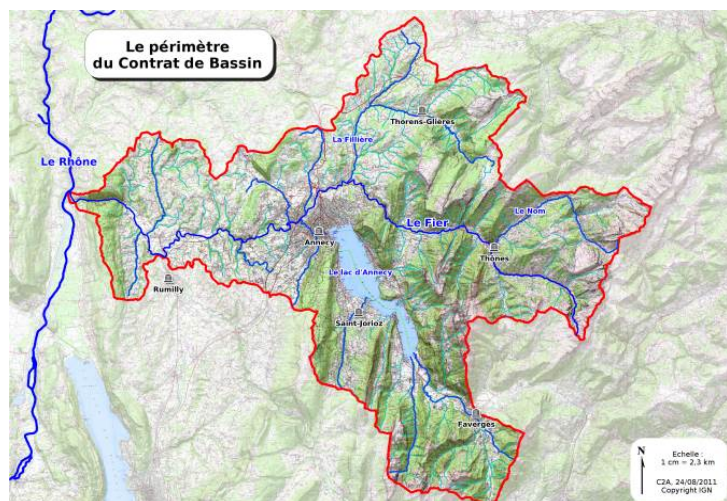 Le périmètre
du Contrat de Bassin
Thorens-Glières
La Fillière
Le Rhône
Le Nom
Le Fier
Annecy
Thônes
Le lac d'Annecy
Rumilly
Saint-Jorioz
Faverges
N
Echelle :
1 cm = 2,3 km
C2A, 24/08/2011
Copyright IGN